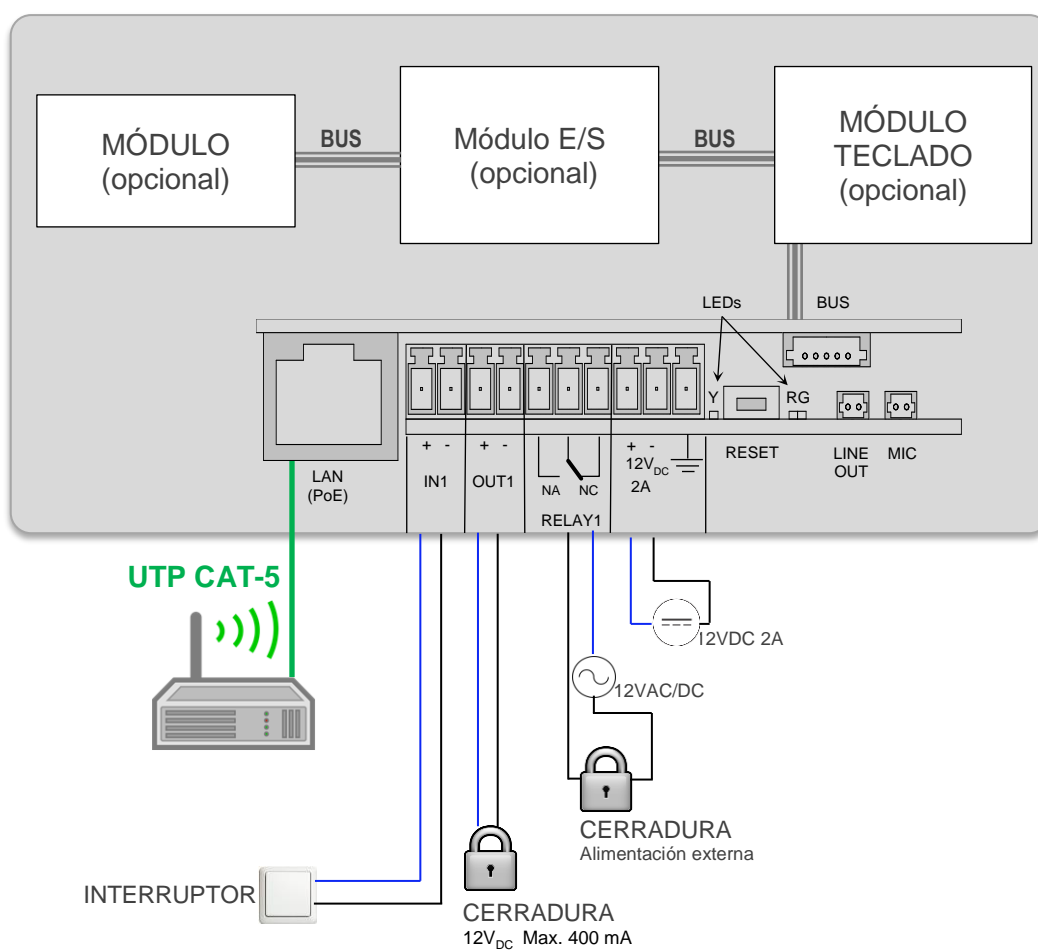 MÓDULO
(opcional)
BUS
Módulo E/S
(opcional)
BUS
MÓDULO
TECLADO
(opcional)
LEDs
BUS
Y
RG
LAN
(PoE)
+ -
IN1
+ -
OUT1
NA NC
RELAY1
+ -
12VDC
2A
RESET
LINE
OUT
MIC
UTP CAT-5
12VDC 2A
12VAC/DC
CERRADURA
Alimentación externa
INTERRUPTOR
CERRADURA
12VDC Max. 400 mA